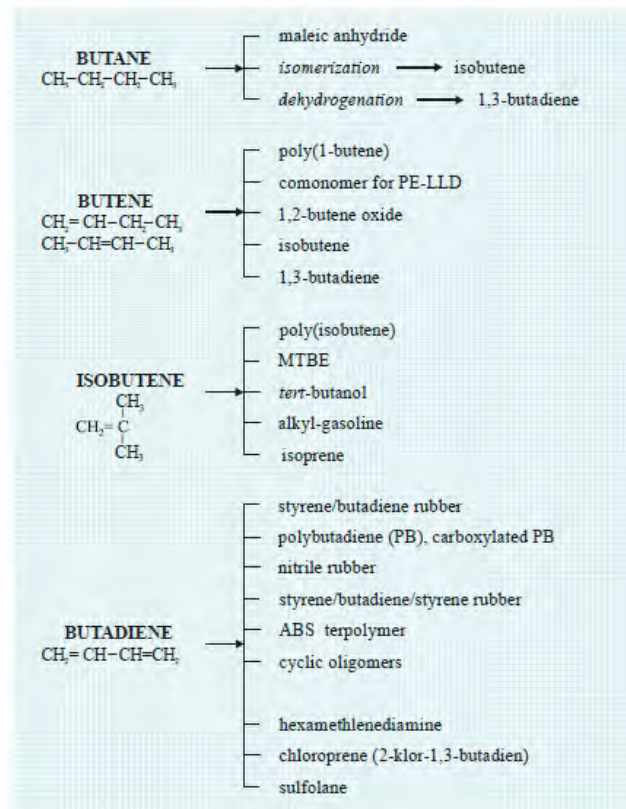 BUTANE
CH₃-CH₂-CH₂-CH₃
maleic anhydride
isomerization → isobutene
dehydrogenation → 1,3-butadiene
BUTENE
CH₂=CH-CH₂-CH₃
CH₃-CH=CH-CH₃
poly(1-butene)
comonomer for PE-LLD
1,2-butene oxide
isobutene
1,3-butadiene
ISOBUTENE
CH₃
CH₂=C
CH₃
poly(isobutene)
MTBE
tert-butanol
alkyl-gasoline
isoprene
BUTADIENE
CH₂=CH-CH=CH₂
styrene/butadiene rubber
polybutadiene (PB), carboxylated PB
nitrile rubber
styrene/butadiene/styrene rubber
ABS terpolymer
cyclic oligomers
hexamethlenediamine
chloroprene (2-klor-1,3-butadien)
sulfolane